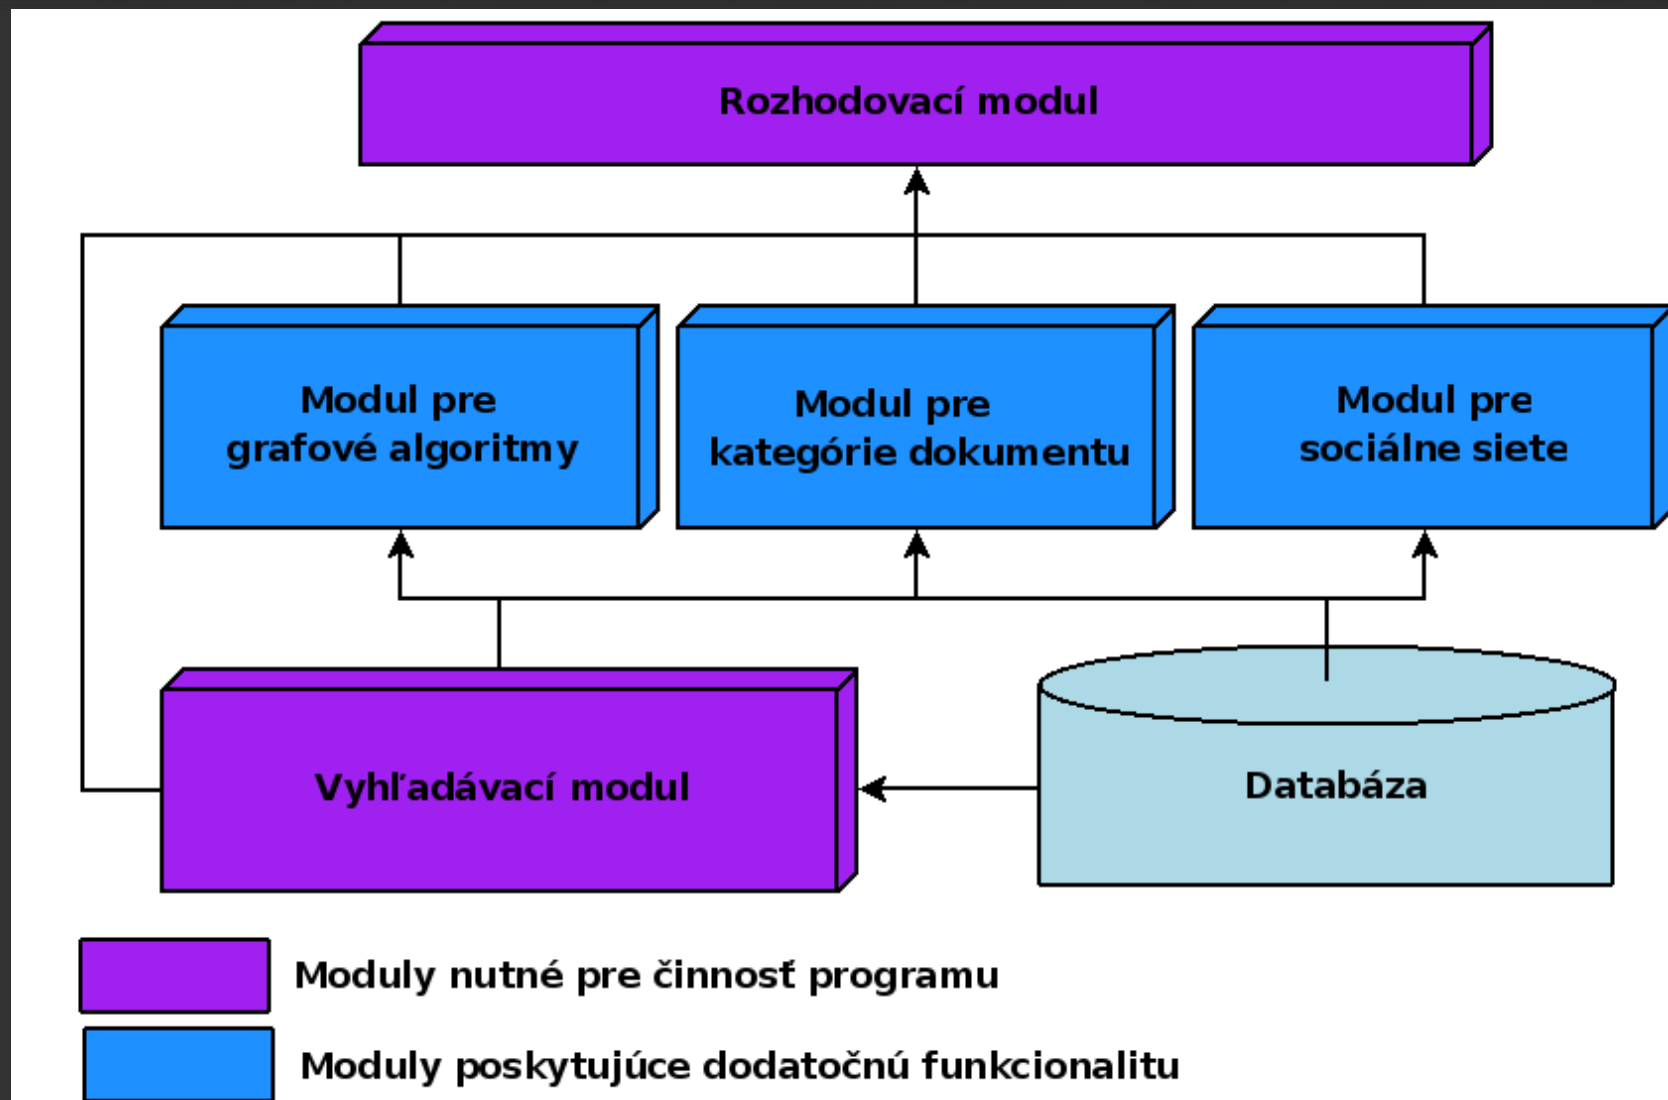 Rozhodovací modul
Modul pre
grafové algoritmy
Modul pre
kategórie dokumentu
Modul pre
sociálne siete
Vyhľadávací modul
Databáza
Moduly nutné pre činnosť programu
Moduly poskytujúce dodatočnú funkcionalitu